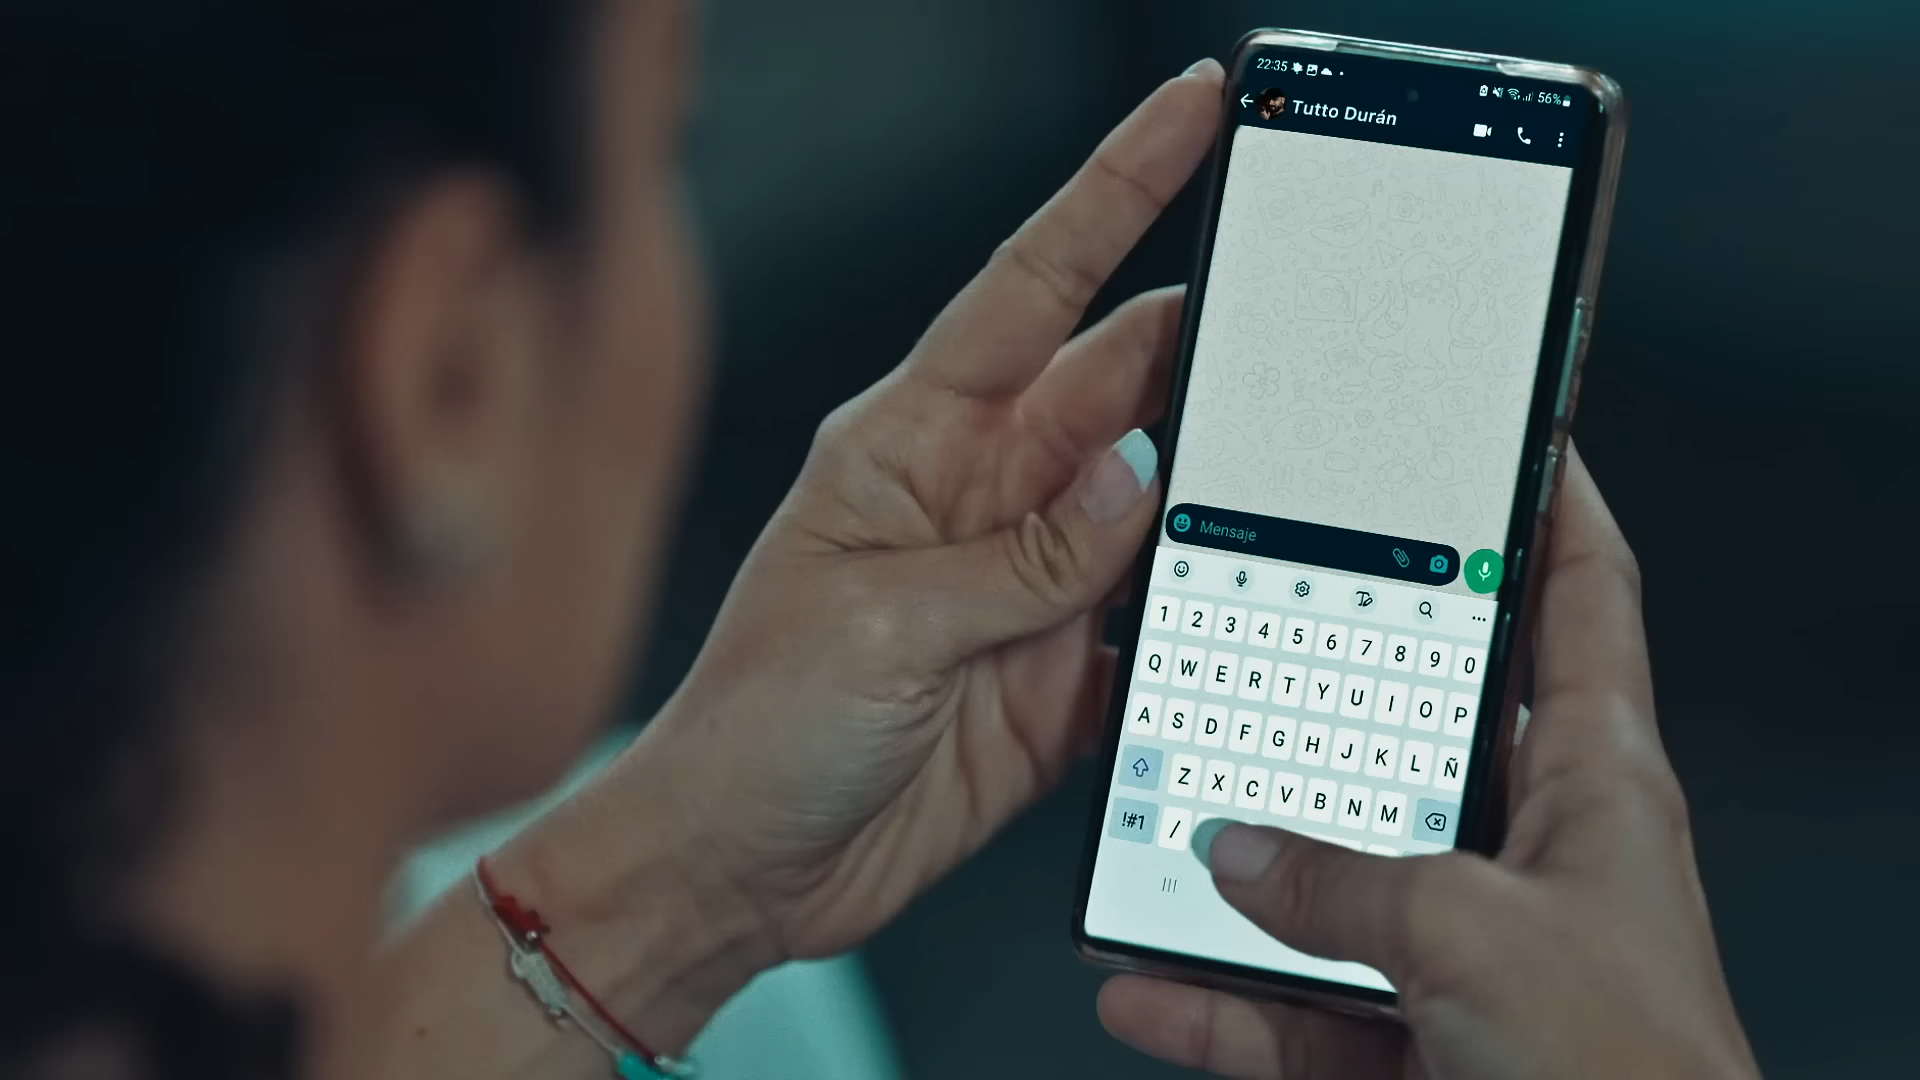 22:35
56%
Tutto Durán
Mensaje
1 2 3 4 5 6 7 8 9 0
Q W E R T Y U I O P
A S D F G H J K L Ñ
Z X C V B N M
!#1 /